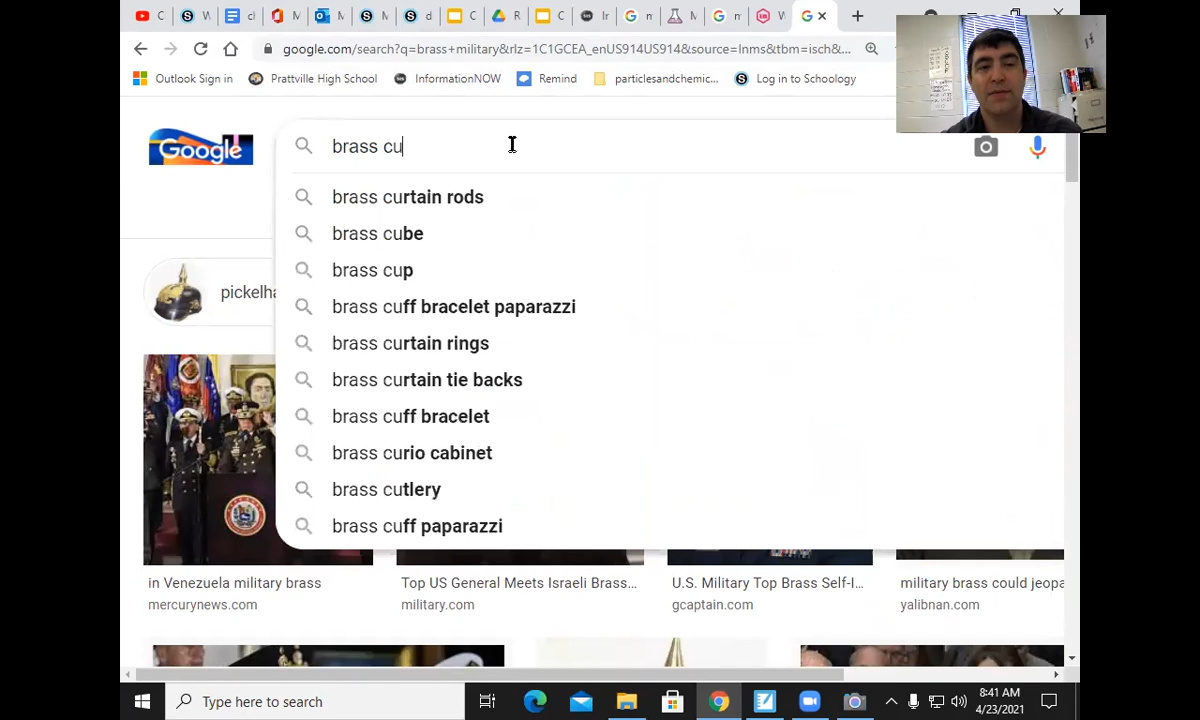 C
W
cl
M
M
M
d
C
R
C
Ir
m
M
m
W
google.com/search?q=brass+military&rlz=1C1GCEA_enUS914US914&source=lnms&tbm=isch&...
Outlook Sign in
Prattville High School
InformationNOW
Remind
particlesandchemic...
Log in to Schoology
Google
brass cu
brass curtain rods
brass cube
brass cup
brass cuff bracelet paparazzi
brass curtain rings
brass curtain tie backs
brass cuff bracelet
brass curio cabinet
brass cutlery
brass cuff paparazzi
pickelha
in Venezuela military brass
mercurynews.com
Top US General Meets Israeli Brass...
military.com
U.S. Military Top Brass Self-I...
gcaptain.com
military brass could jeopa
yalibnan.com
Type here to search
8:41 AM
4/23/2021